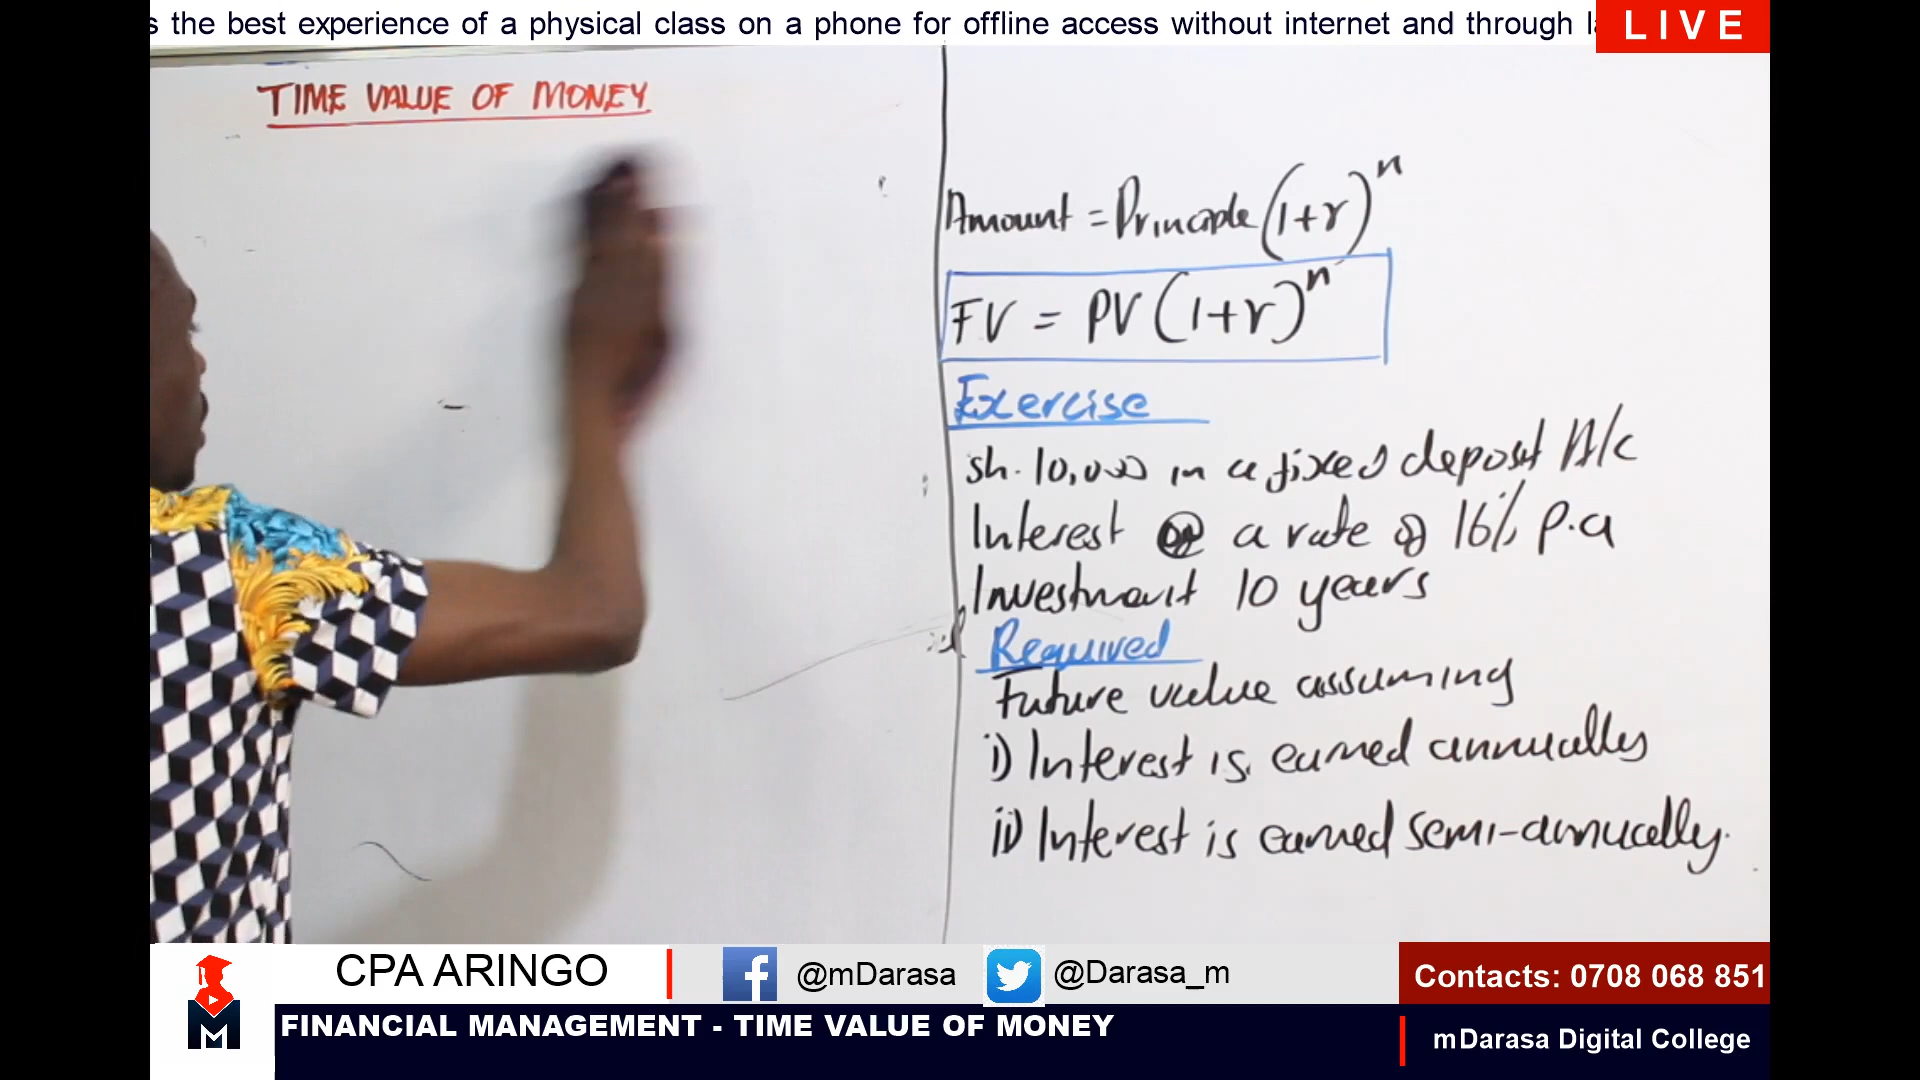 s the best experience of a physical class on a phone for offline access without internet and through l
LIVE
TIME VALUE OF MONEY
Amount = Principle (1+r)^n
FV = PV (1+r)^n
Exercise
sh. 10,000 in a fixed deposit A/c
Interest @ a rate of 16% p.a
Investment 10 years
Required
Future value assuming
i) Interest is earned annually
ii) Interest is earned semi-annually.
CPA ARINGO
@mDarasa
@Darasa_m
Contacts: 0708 068 851
M
FINANCIAL MANAGEMENT - TIME VALUE OF MONEY
mDarasa Digital College